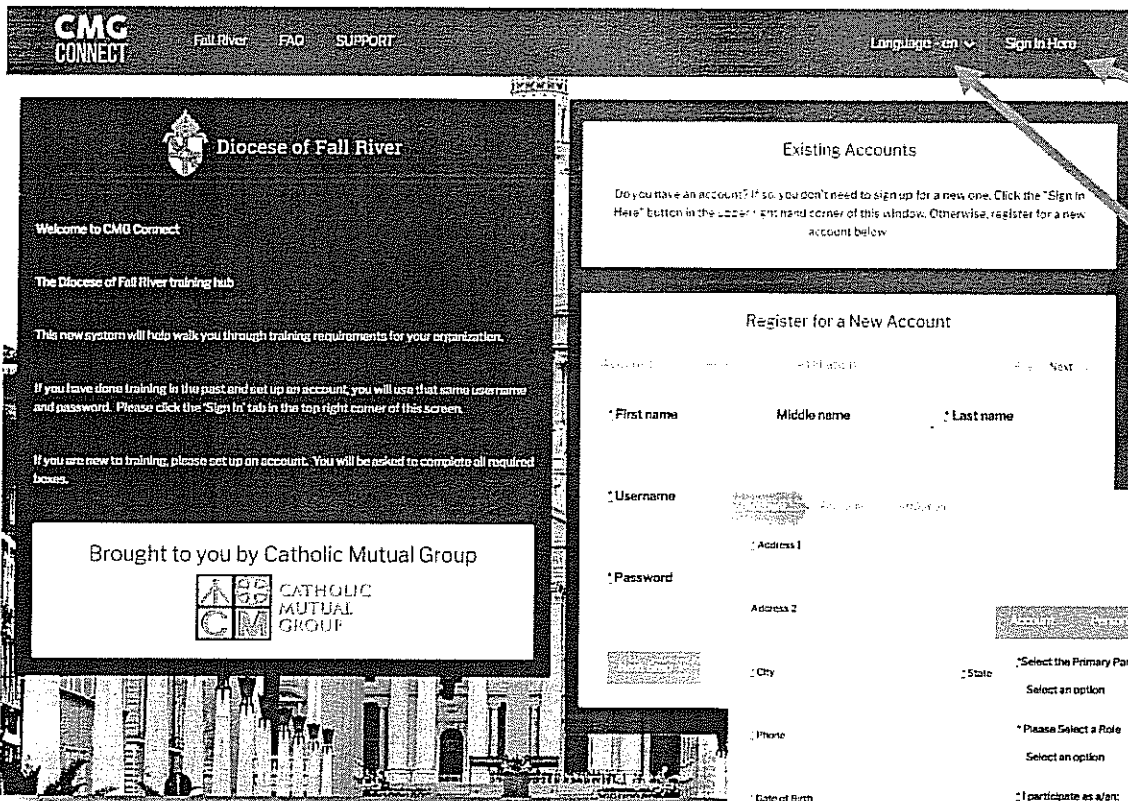 CMG
CONNECT
Fall River FAQ SUPPORT
Language - en
Sign In Here
Diocese of Fall River
Welcome to CMG Connect
The Diocese of Fall River training hub
This new system will help walk you through training requirements for your organization.
If you have done training in the past and set up an account, you will use that same username
and password. Please click the 'Sign In' tab in the top right corner of this screen.
If you are new to training, please set up an account. You will be asked to complete all required
boxes.
Brought to you by Catholic Mutual Group
C M
CATHOLIC
MUTUAL
GROUP
Existing Accounts
Do you have an account? If so, you don't need to sign up for a new one. Click the "Sign In
Here" button in the upper right hand corner of this window. Otherwise, register for a new
account below
Register for a New Account
Next
*First name Middle name *Last name
*Username
*Password
*Address 1
Address 2
*City *State
*Phone
*Date of Birth
Account Person
*Select the Primary Par
Select an option
*Please Select a Role
Select an option
*I participate as a/an: